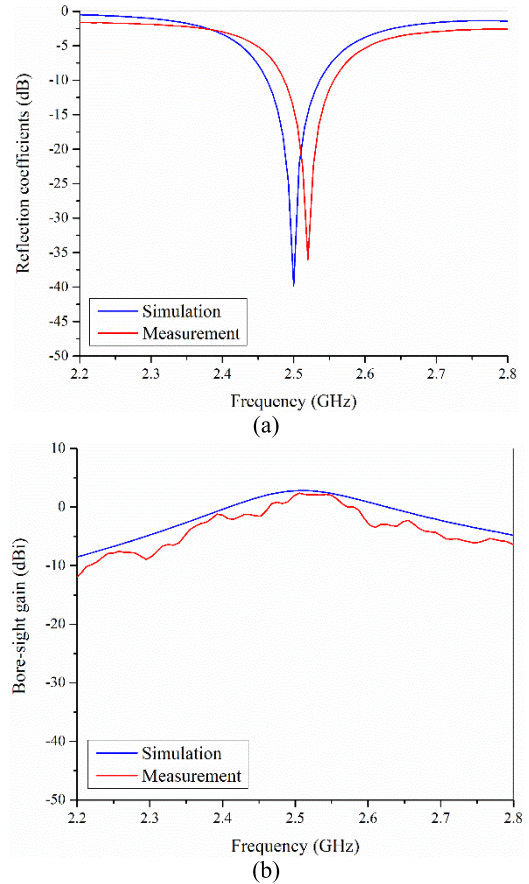 0
-5
-10
-15
-20
-25
-30
-35
-40
-45
-50
Reflection coefficients (dB)
Simulation
Measurement
2.2 2.3 2.4 2.5 2.6 2.7 2.8
Frequency (GHz)
(a)
10
0
-10
-20
-30
-40
-50
Bore-sight gain (dBi)
Simulation
Measurement
2.2 2.3 2.4 2.5 2.6 2.7 2.8
Frequency (GHz)
(b)